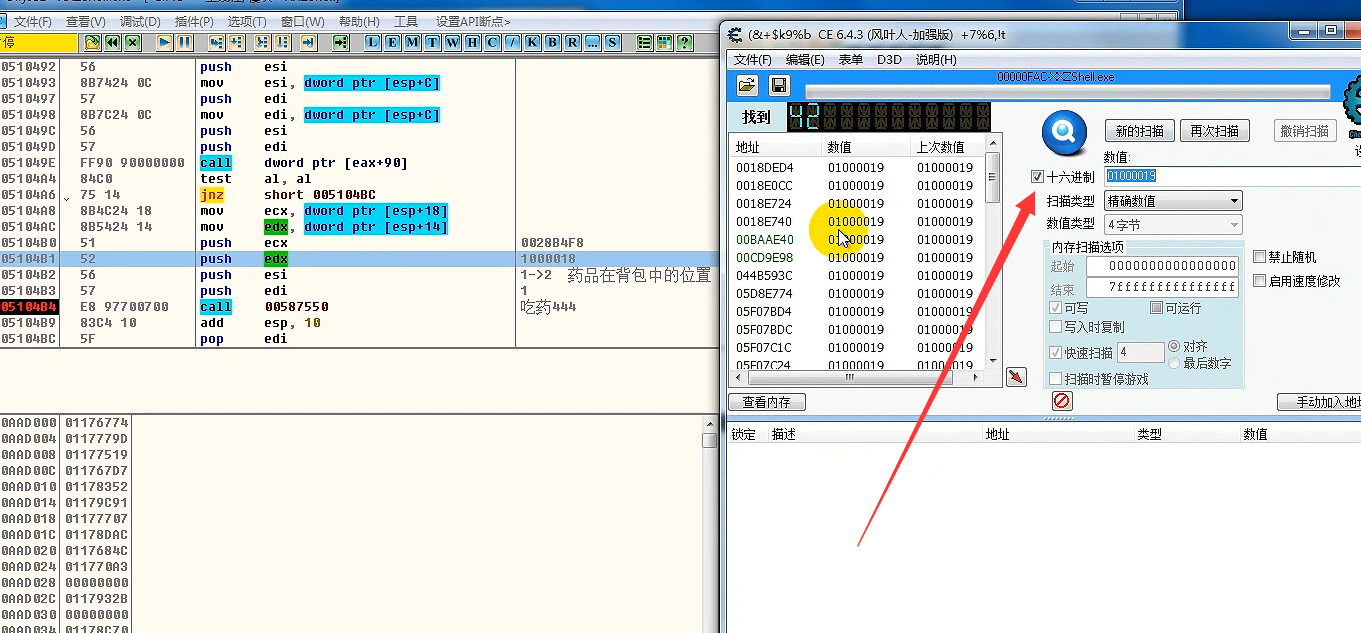 文件(F) 查看(V) 调试(D) 插件(P) 选项(T) 窗口(W) 帮助(H) 工具 设置API断点>
停 L E M T W H C / K B R ... S ?
0510492 56 push esi
0510493 8B7424 0C mov esi, dword ptr [esp+C]
0510497 57 push edi
0510498 8B7C24 0C mov edi, dword ptr [esp+C]
051049C 56 push esi
051049D 57 push edi
051049E FF90 90000000 call dword ptr [eax+90]
05104A4 84C0 test al, al
05104A6 75 14 jnz short 005104BC
05104A8 8B4C24 18 mov ecx, dword ptr [esp+18]
05104AC 8B5424 14 mov edx, dword ptr [esp+14]
05104B0 51 push ecx 0028B4F8
05104B1 52 push edx 1000018
05104B2 56 push esi 1->2 药品在背包中的位置
05104B3 57 push edi 1
05104B4 E8 97700700 call 00587550 吃药444
05104B9 83C4 10 add esp, 10
05104BC 5F pop edi
0AAD000 01176774
0AAD004 0117779D
0AAD008 01177519
0AAD00C 011767D7
0AAD010 01178352
0AAD014 01179C91
0AAD018 01177707
0AAD01C 01178DAC
0AAD020 0117684C
0AAD024 011770A3
0AAD028 00000000
0AAD02C 0117932B
0AAD030 00000000
0AAD034 01178C70
(&+$k9%b CE 6.4.3 (风叶人-加强版) +7%6,!t
文件(F) 编辑(E) 表单 D3D 说明(H)
00000FAC-XXZShell.exe
找到
地址 数值 上次数值
0018DED4 01000019 01000019
0018E0CC 01000019 01000019
0018E724 01000019 01000019
0018E740 01000019 01000019
00BAAE40 01000019 01000019
00CD9E98 01000019 01000019
044B593C 01000019 01000019
05D8E774 01000019 01000019
05F07BD4 01000019 01000019
05F07BDC 01000019 01000019
05F07C1C 01000019 01000019
05F07C24 01000019 01000019
查看内存
新的扫描 再次扫描 撤销扫描
数值:
十六进制 01000019
扫描类型 精确数值
数值类型 4字节
内存扫描选项
起始 0000000000000000
结束 7fffffffffffffff
可写 可运行
写入时复制
快速扫描 4 对齐
最后数字
扫描时暂停游戏
禁止随机
启用速度修改
手动加入地
锁定 描述 地址 类型 数值